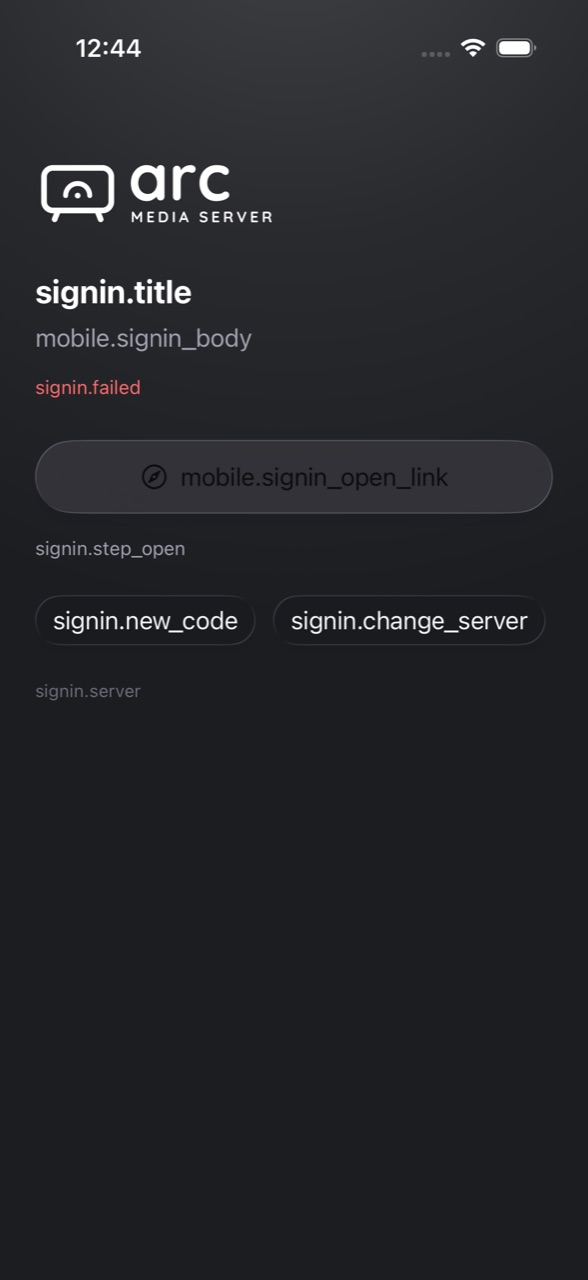 12:44
arc
MEDIA SERVER
signin.title
mobile.signin_body
signin.failed
mobile.signin_open_link
signin.step_open
signin.new_code signin.change_server
signin.server